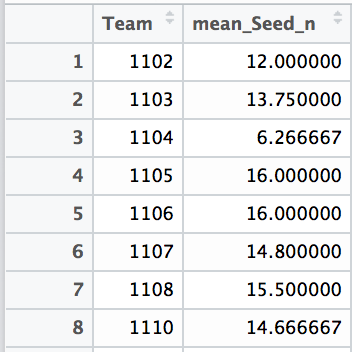 Team mean_Seed_n
1 1102 12.000000
2 1103 13.750000
3 1104 6.266667
4 1105 16.000000
5 1106 16.000000
6 1107 14.800000
7 1108 15.500000
8 1110 14.666667